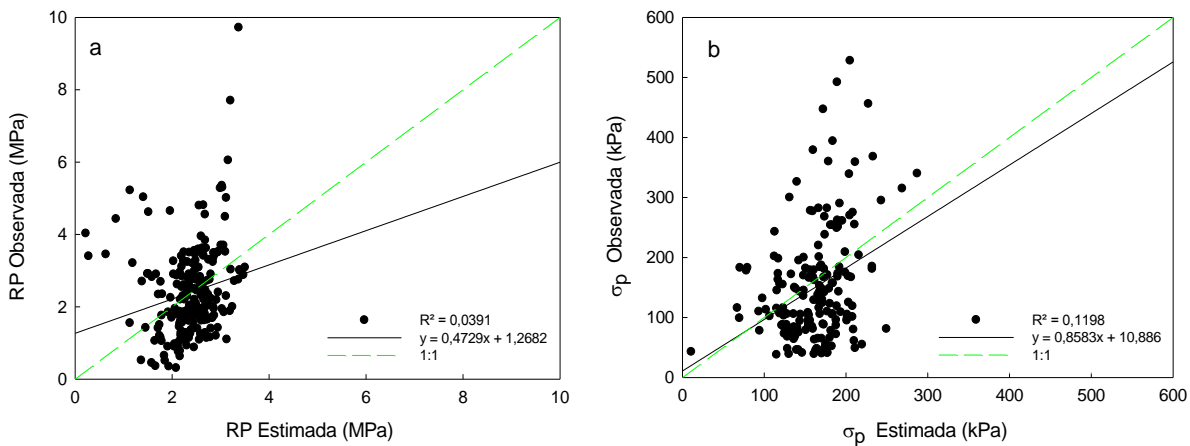 a
10
8
6
4
2
0
RP Observada (MPa)
0 2 4 6 8 10
RP Estimada (MPa)
R² = 0,0391
y = 0,4729x + 1,2682
1:1
b
600
500
400
300
200
100
0
σp Observada (kPa)
0 100 200 300 400 500 600
σp Estimada (kPa)
R² = 0,1198
y = 0,8583x + 10,886
1:1